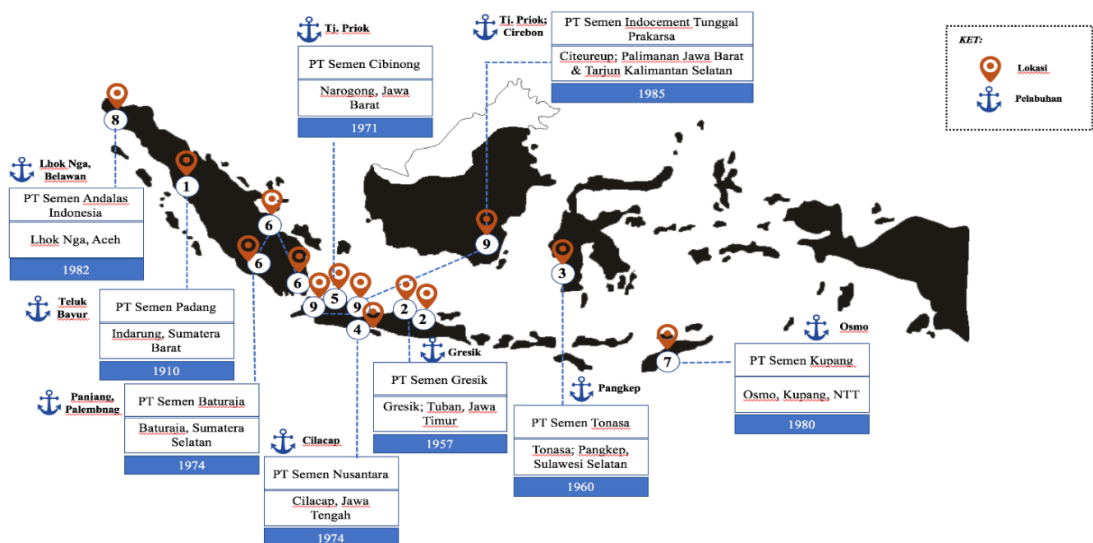 Tj. Priok
PT Semen Cibinong
Narogong, Jawa
Barat
1971
Tj. Priok;
Cirebon
PT Semen Indocement Tunggal
Prakarsa
Citeureup; Palimanan Jawa Barat
& Tarjun Kalimantan Selatan
1985
KET:
Lokasi
Pelabuhan
Lhok Nga,
Belawan
PT Semen Andalas
Indonesia
Lhok Nga, Aceh
1982
Teluk
Bayur
PT Semen Padang
Indarung, Sumatera
Barat
1910
Panjang,
Palembnag
PT Semen Baturaja
Baturaja, Sumatera
Selatan
1974
Cilacap
PT Semen Nusantara
Cilacap, Jawa
Tengah
1974
Gresik
PT Semen Gresik
Gresik; Tuban, Jawa
Timur
1957
Pangkep
PT Semen Tonasa
Tonasa; Pangkep,
Sulawesi Selatan
1960
Osmo
PT Semen Kupang
Osmo, Kupang, NTT
1980
8
1
6
6
6
9
5
9
4
2
2
9
3
7